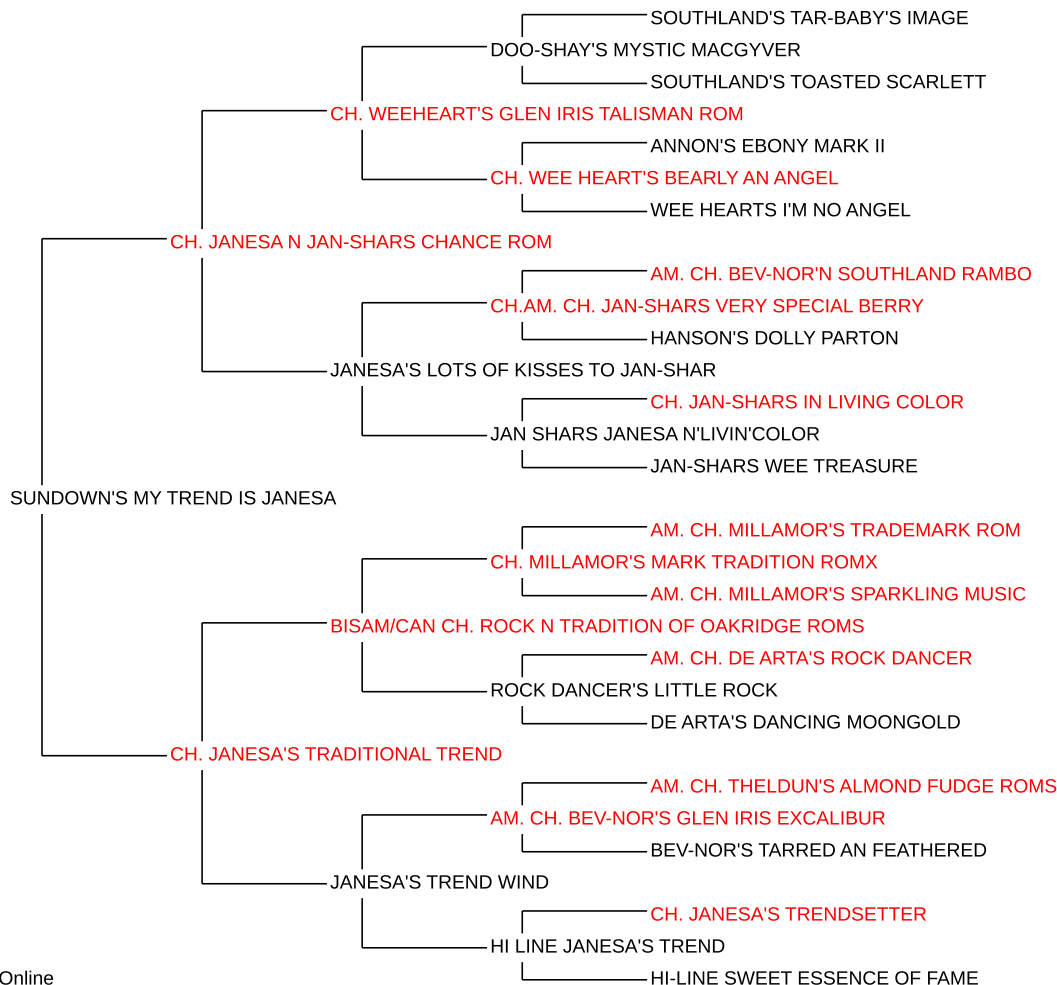 SOUTHLAND'S TAR-BABY'S IMAGE
DOO-SHAY'S MYSTIC MACGYVER
SOUTHLAND'S TOASTED SCARLETT
CH. WEEHEART'S GLEN IRIS TALISMAN ROM
ANNON'S EBONY MARK II
CH. WEE HEART'S BEARLY AN ANGEL
WEE HEARTS I'M NO ANGEL
CH. JANESA N JAN-SHARS CHANCE ROM
AM. CH. BEV-NOR'N SOUTHLAND RAMBO
CH.AM. CH. JAN-SHARS VERY SPECIAL BERRY
HANSON'S DOLLY PARTON
JANESA'S LOTS OF KISSES TO JAN-SHAR
CH. JAN-SHARS IN LIVING COLOR
JAN SHARS JANESA N'LIVIN'COLOR
JAN-SHARS WEE TREASURE
SUNDOWN'S MY TREND IS JANESA
AM. CH. MILLAMOR'S TRADEMARK ROM
CH. MILLAMOR'S MARK TRADITION ROMX
AM. CH. MILLAMOR'S SPARKLING MUSIC
BISAM/CAN CH. ROCK N TRADITION OF OAKRIDGE ROMS
AM. CH. DE ARTA'S ROCK DANCER
ROCK DANCER'S LITTLE ROCK
DE ARTA'S DANCING MOONGOLD
CH. JANESA'S TRADITIONAL TREND
AM. CH. THELDUN'S ALMOND FUDGE ROMS
AM. CH. BEV-NOR'S GLEN IRIS EXCALIBUR
BEV-NOR'S TARRED AN FEATHERED
JANESA'S TREND WIND
CH. JANESA'S TRENDSETTER
HI LINE JANESA'S TREND
HI-LINE SWEET ESSENCE OF FAME
Online